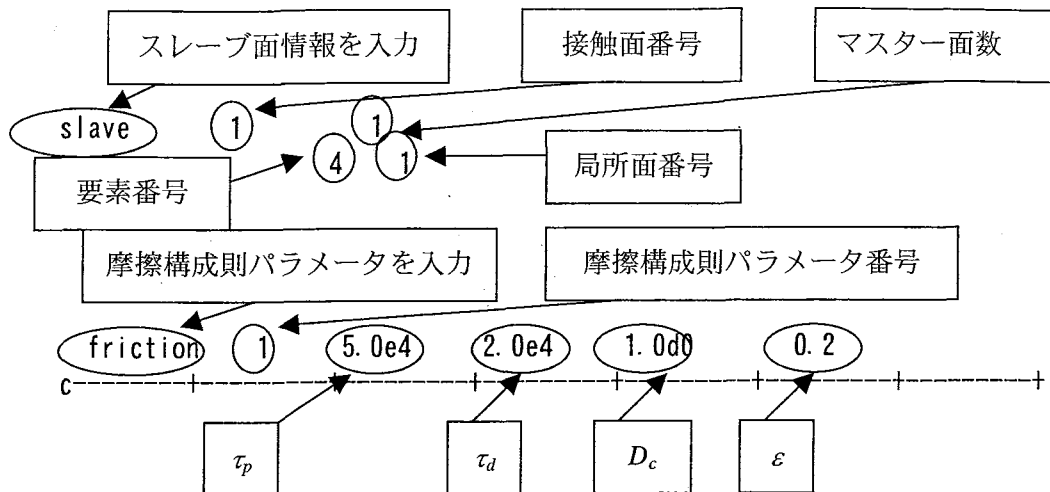 スレーブ面情報を入力 接触面番号 マスター面数
slave 1 1
4 1
要素番号 局所面番号
摩擦構成則パラメータを入力 摩擦構成則パラメータ番号
friction 1 5.0e4 2.0e4 1.0d0 0.2
c--------+---------+---------+---------+---------+---------+---------+
τp τd Dc ε